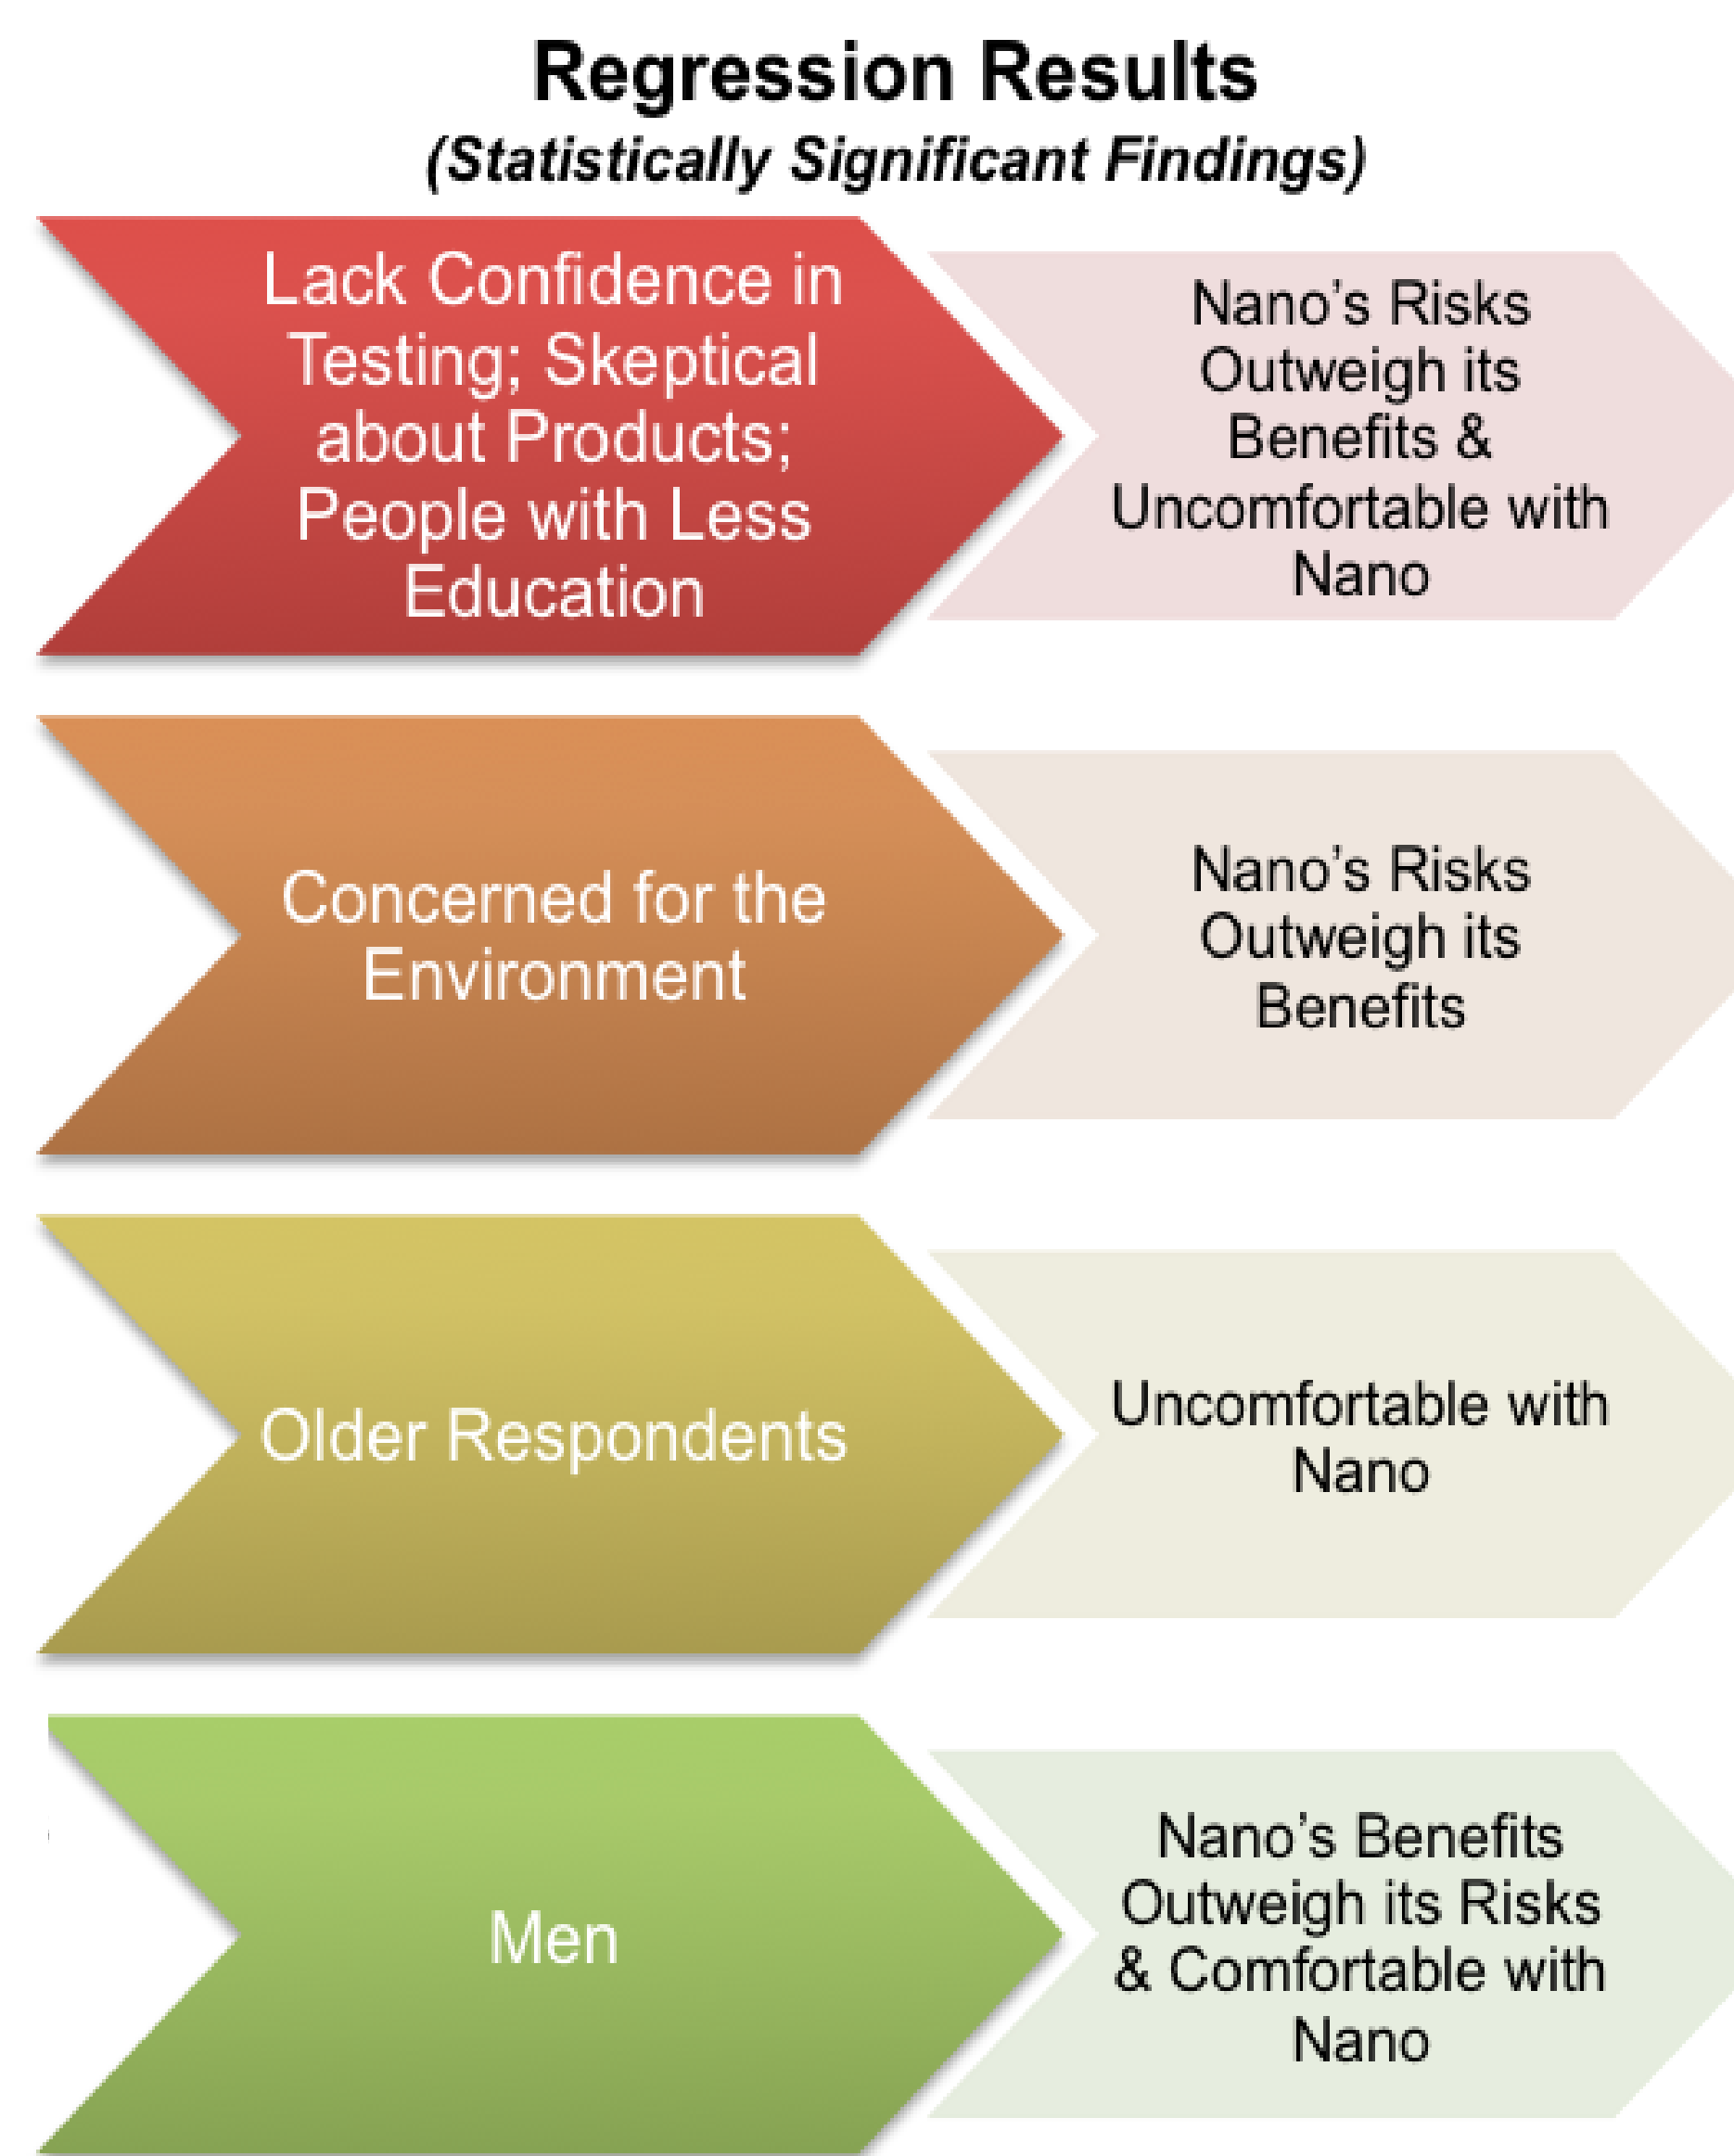 Regression Results
(Statistically Significant Findings)
Lack Confidence in
Testing; Skeptical
about Products;
People with Less
Education
Nano’s Risks
Outweigh its
Benefits &
Uncomfortable with
Nano
Concerned for the
Environment
Nano’s Risks
Outweigh its
Benefits
Older Respondents
Uncomfortable with
Nano
Men
Nano’s Benefits
Outweigh its Risks
& Comfortable with
Nano